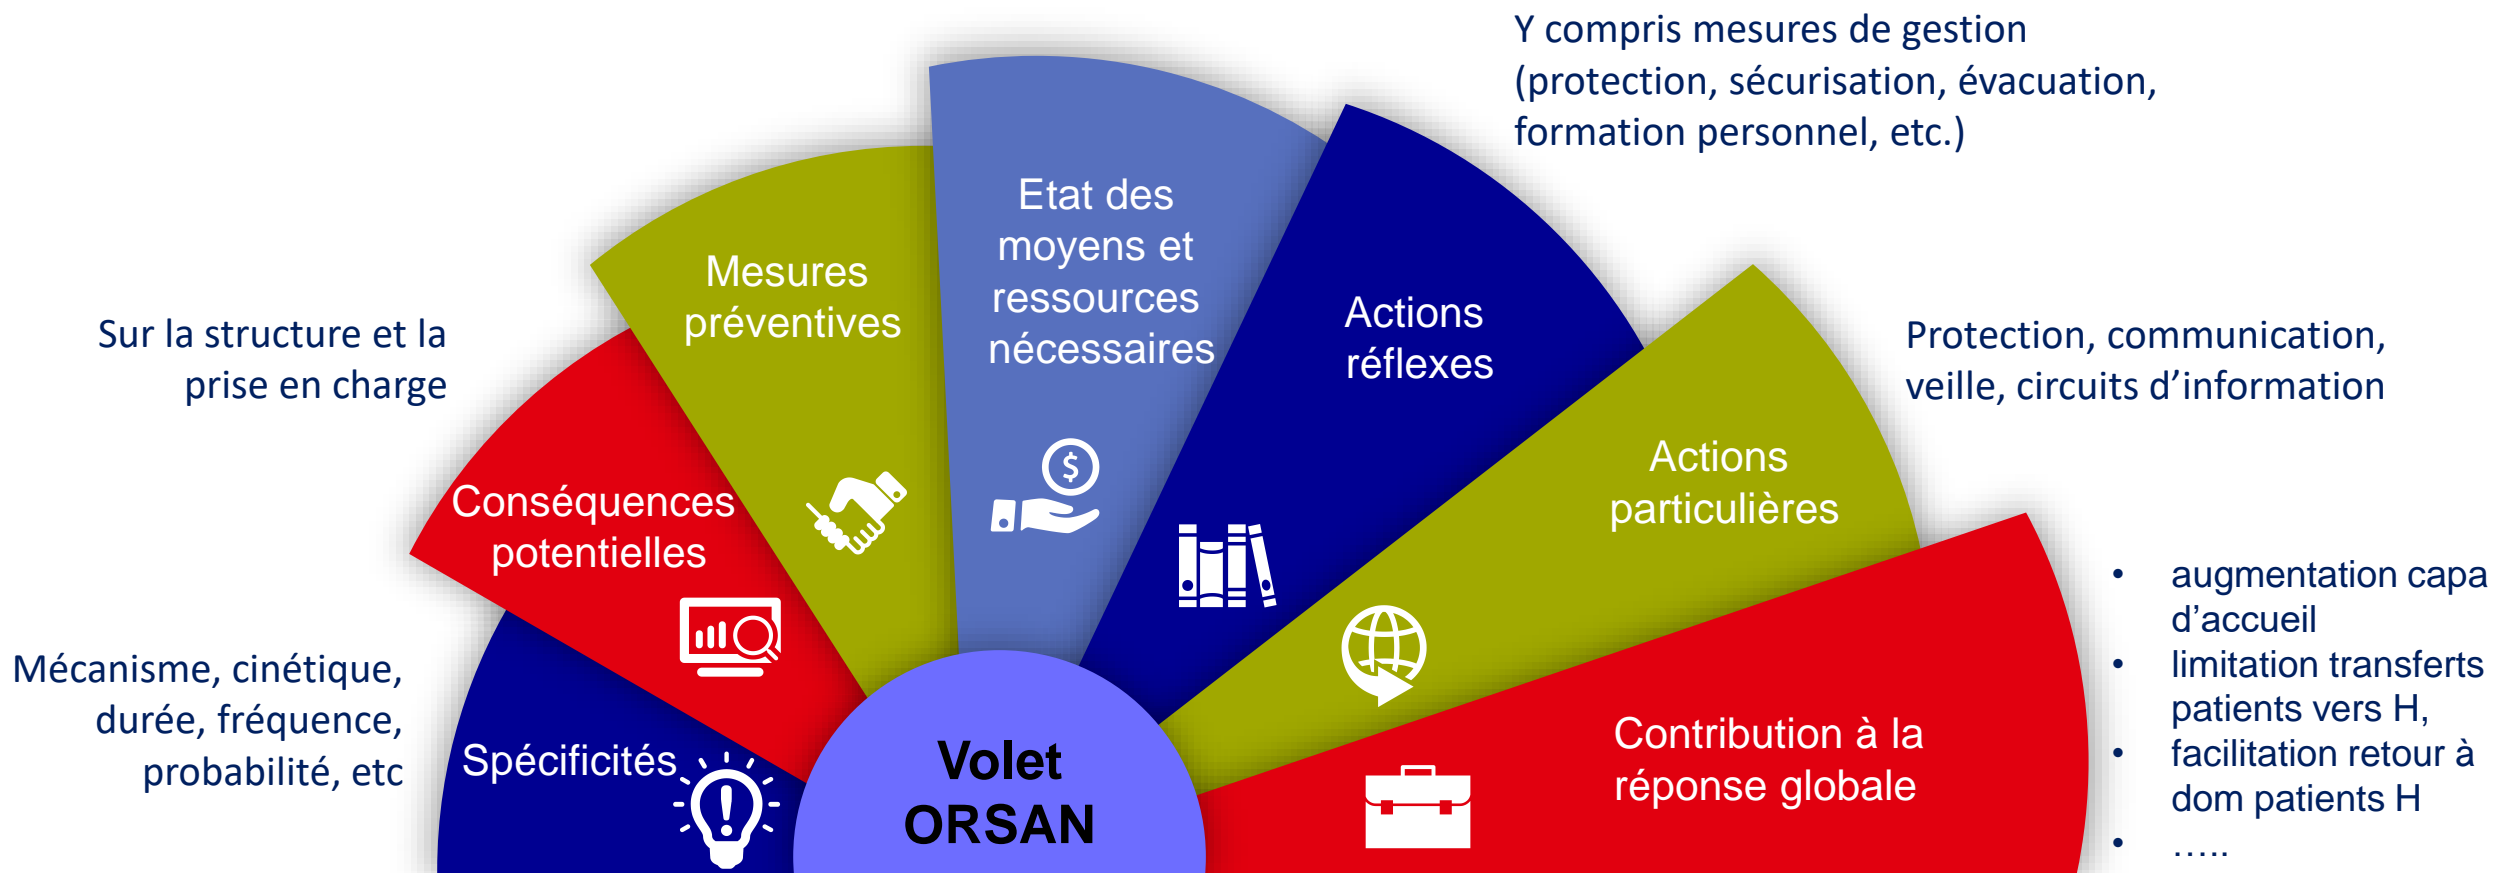 Y compris mesures de gestion
(protection, sécurisation, évacuation,
formation personnel, etc.)
Etat des
moyens et
ressources
nécessaires
Mesures
préventives
Actions
réflexes
Sur la structure et la
prise en charge
Protection, communication,
veille, circuits d’information
Conséquences
potentielles
Actions
particulières
Mécanisme, cinétique,
durée, fréquence,
probabilité, etc
Spécificités
Volet
ORSAN
Contribution à la
réponse globale
• augmentation capa
d’accueil
• limitation transferts
patients vers H,
• facilitation retour à
dom patients H
• …..
$